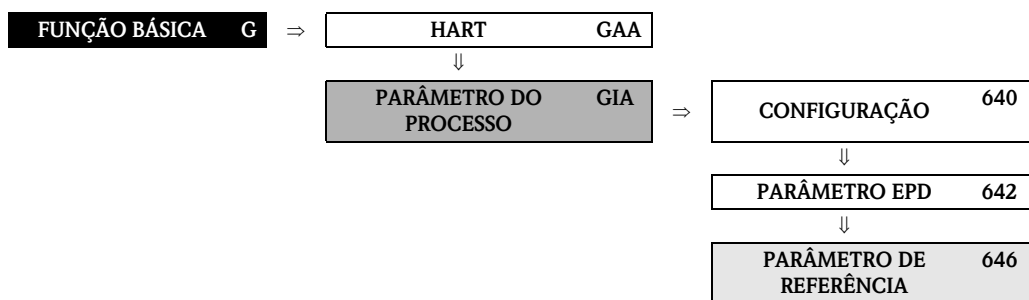 FUNÇÃO BÁSICA G ⇒ HART GAA
⇓
PARÂMETRO DO GIA ⇒ CONFIGURAÇÃO 640
PROCESSO
⇓
PARÂMETRO EPD 642
⇓
PARÂMETRO DE 646
REFERÊNCIA